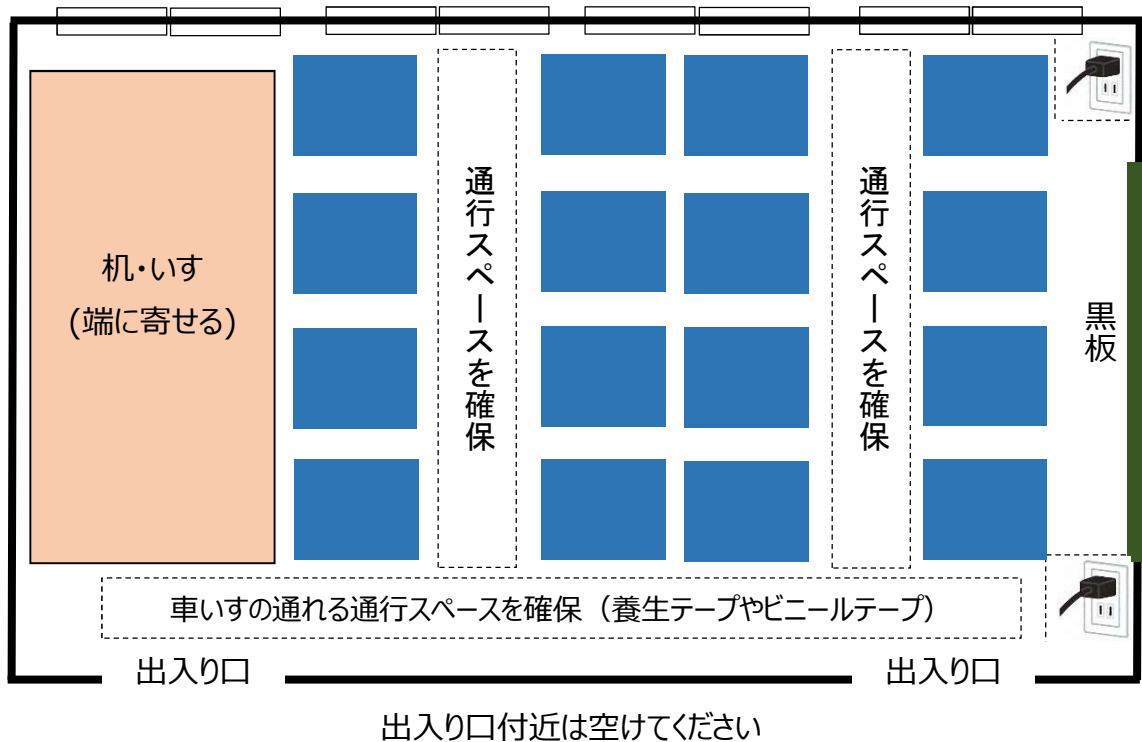 机・いす
(端に寄せる)
通行スペースを確保
通行スペースを確保
黒板
車いすの通れる通行スペースを確保（養生テープやビニールテープ）
出入り口
出入り口
出入り口付近は空けてください